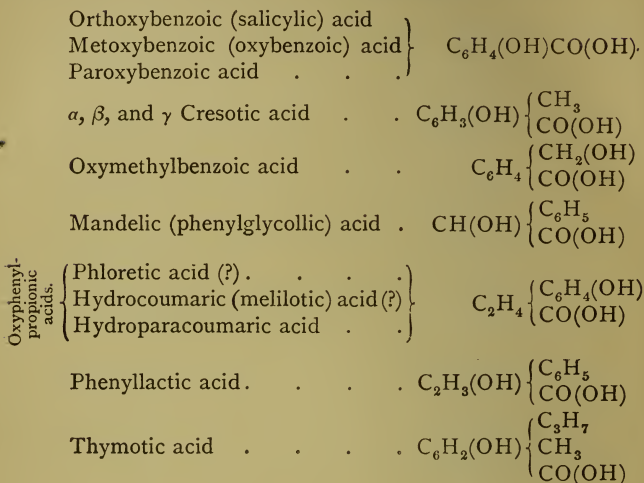 Orthoxybenzoic (salicylic) acid
Metoxybenzoic (oxybenzoic) acid } C₆H₄(OH)CO(OH).
Paroxybenzoic acid . . .
α, β, and γ Cresotic acid . . C₆H₃(OH) { CH₃
CO(OH)
Oxymethylbenzoic acid . . C₆H₄ { CH₂(OH)
CO(OH)
Mandelic (phenylglycollic) acid . CH(OH) { C₆H₅
CO(OH)
Oxyphenyl-
propionic
acids.
Phloretic acid (?) . . . .
Hydrocoumaric (melilotic) acid (?) } C₂H₄ { C₆H₄(OH)
Hydroparacoumaric acid . . CO(OH)
Phenyllactic acid . . . . C₂H₃(OH) { C₆H₅
CO(OH)
Thymotic acid . . . . C₆H₂(OH) { C₃H₇
CH₃
CO(OH)